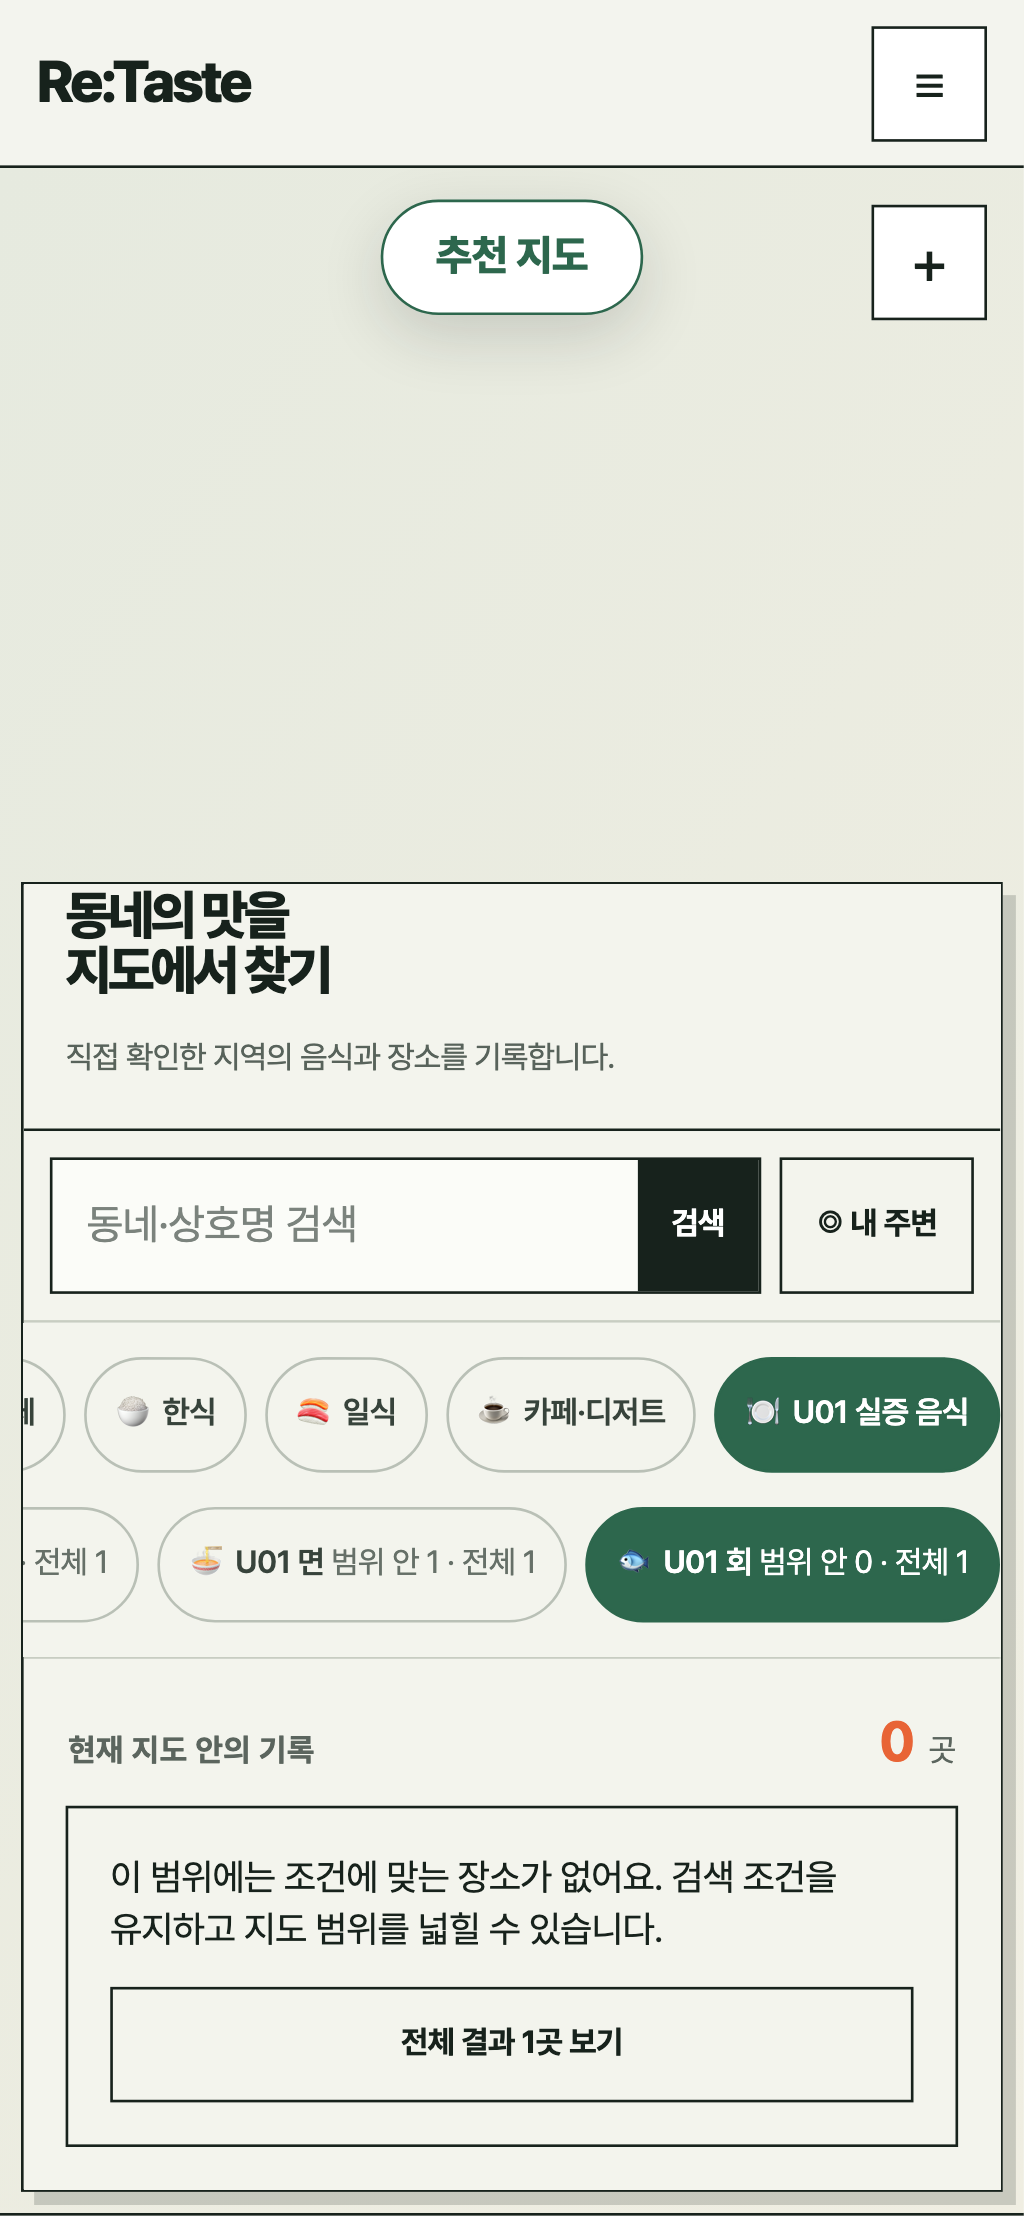 Re:Taste
≡
추천 지도
+
동네의 맛을
지도에서 찾기
직접 확인한 지역의 음식과 장소를 기록합니다.
동네·상호명 검색 검색 ◎ 내 주변
한식 일식 카페·디저트 U01 실증 음식
· 전체 1 U01 면 범위 안 1 · 전체 1 U01 회 범위 안 0 · 전체 1
현재 지도 안의 기록 0 곳
이 범위에는 조건에 맞는 장소가 없어요. 검색 조건을
유지하고 지도 범위를 넓힐 수 있습니다.
전체 결과 1곳 보기